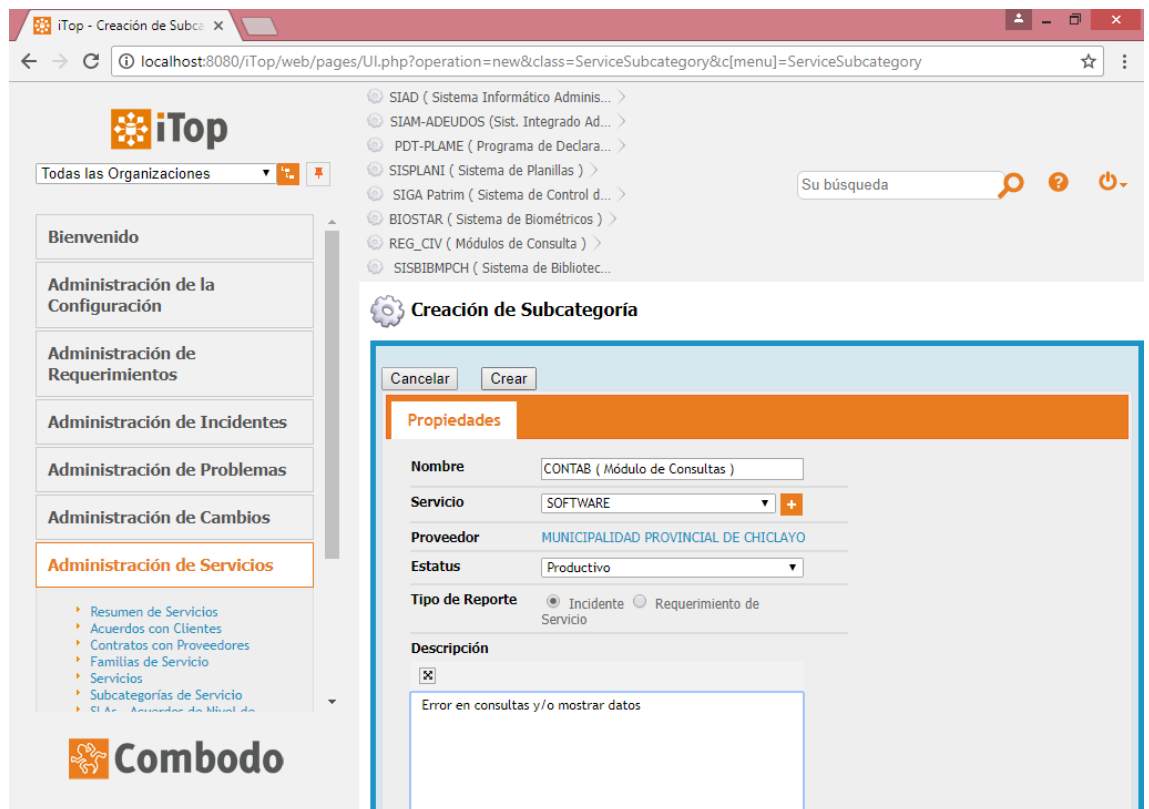 iTop - Creación de Subca
localhost:8080/iTop/web/pages/UI.php?operation=new&class=ServiceSubcategory&c[menu]=ServiceSubcategory
iTop
Todas las Organizaciones
Bienvenido
Administración de la
Configuración
Administración de
Requerimientos
Administración de Incidentes
Administración de Problemas
Administración de Cambios
Administración de Servicios
Resumen de Servicios
Acuerdos con Clientes
Contratos con Proveedores
Familias de Servicio
Servicios
Subcategorías de Servicio
SLAs - Acuerdos de Nivel de
Combodo
SIAD ( Sistema Informático Adminis...
SIAM-ADEUDOS (Sist. Integrado Ad...
PDT-PLAME ( Programa de Declara...
SISPLANI ( Sistema de Planillas )
SIGA Patrim ( Sistema de Control d...
BIOSTAR ( Sistema de Biométricos )
REG_CIV ( Módulos de Consulta )
SISBIBMPCH ( Sistema de Bibliotec...
Su búsqueda
Creación de Subcategoría
Cancelar Crear
Propiedades
Nombre CONTAB ( Módulo de Consultas )
Servicio SOFTWARE
Proveedor MUNICIPALIDAD PROVINCIAL DE CHICLAYO
Estatus Productivo
Tipo de Reporte Incidente Requerimiento de
Servicio
Descripción
Error en consultas y/o mostrar datos